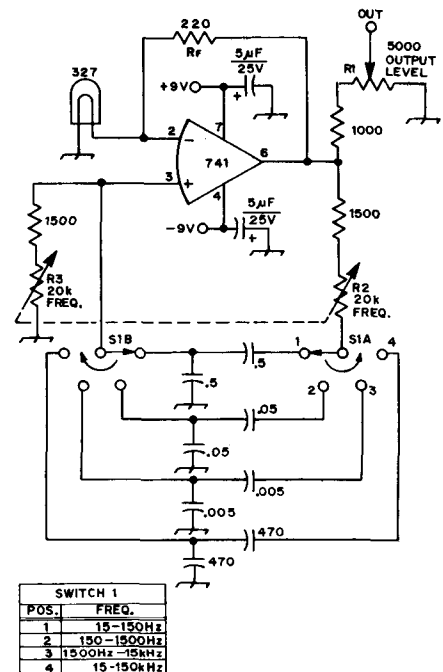 OUT
220
RF
5µF
25V
5000
OUTPUT
LEVEL
R1
327
+9V
+
7
2
-
741
6
3
+
4
1000
5µF
25V
+
-9V
1500
1500
R3
20k
FREQ.
R2
20k
FREQ.
S1B
S1A
4
1
.5
.5
2
3
.05
.05
.005
.005
470
470
SWITCH 1
POS. FREQ.
1 15-150Hz
2 150-1500Hz
3 1500Hz-15kHz
4 15-150kHz